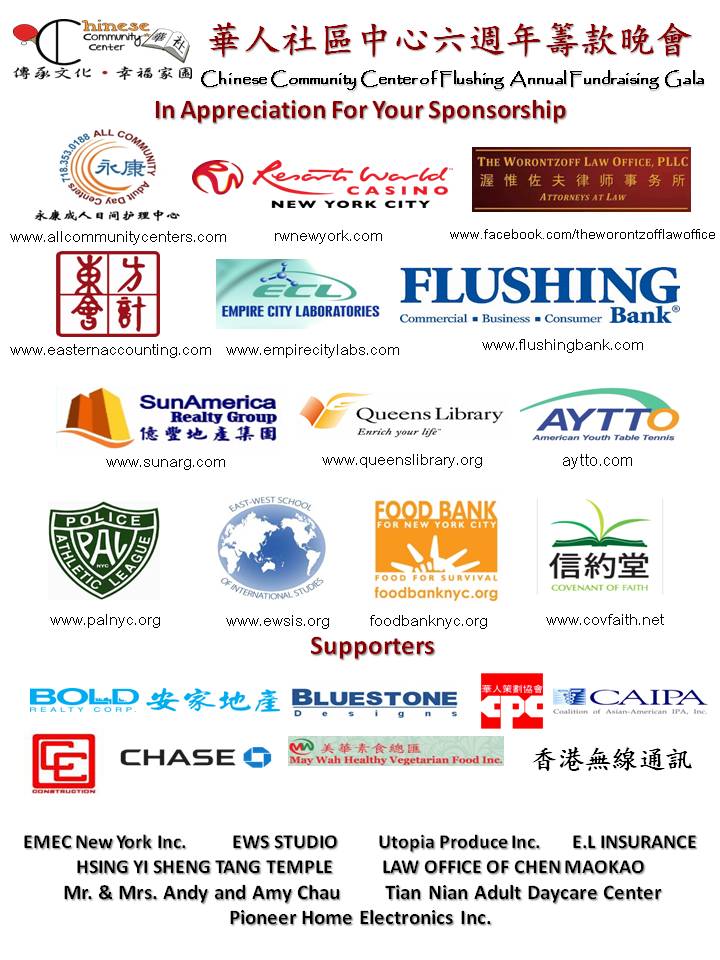 Chinese Community Center 華社
傳承文化・幸福家園
華人社區中心六週年籌款晚會
Chinese Community Center of Flushing Annual Fundraising Gala
In Appreciation For Your Sponsorship
718.353.0188 ALL COMMUNITY Adult Day Centers
永康
永康成人日间护理中心
www.allcommunitycenters.com
Resorts World
CASINO
NEW YORK CITY
rwnewyork.com
THE WORONTZOFF LAW OFFICE, PLLC
渥惟佐夫律师事务所
ATTORNEYS AT LAW
www.facebook.com/theworontzofflawoffice
東方
會計
www.easternaccounting.com
ECL
EMPIRE CITY LABORATORIES
www.empirecitylabs.com
FLUSHING
Commercial ▪ Business ▪ Consumer Bank®
www.flushingbank.com
SunAmerica
Realty Group
億豐地產集團
www.sunarg.com
Queens Library
Enrich your life™
www.queenslibrary.org
AYTTO
American Youth Table Tennis
aytto.com
POLICE
PAL
NYC
ATHLETIC LEAGUE
www.palnyc.org
EAST-WEST SCHOOL
OF INTERNATIONAL STUDIES
www.ewsis.org
FOOD BANK
FOR NEW YORK CITY
FOOD FOR SURVIVAL
foodbanknyc.org
foodbanknyc.org
信約堂
COVENANT OF FAITH
www.covfaith.net
Supporters
BOLD 安家地產
REALTY CORP.
BLUESTONE
Designs
華人策劃協會
CPC
CAIPA
Coalition of Asian-American IPA, Inc.
CE
CONSTRUCTION
CHASE
美華素食總匯
May Wah Healthy Vegetarian Food Inc.
香港無線通訊
EMEC New York Inc. EWS STUDIO Utopia Produce Inc. E.L INSURANCE
HSING YI SHENG TANG TEMPLE LAW OFFICE OF CHEN MAOKAO
Mr. & Mrs. Andy and Amy Chau Tian Nian Adult Daycare Center
Pioneer Home Electronics Inc.